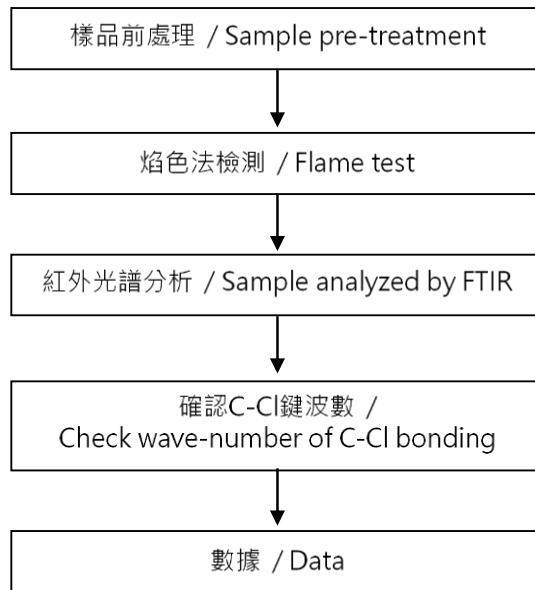 樣品前處理 / Sample pre-treatment
焰色法檢測 / Flame test
紅外光譜分析 / Sample analyzed by FTIR
確認C-Cl鍵波數 /
Check wave-number of C-Cl bonding
數據 / Data